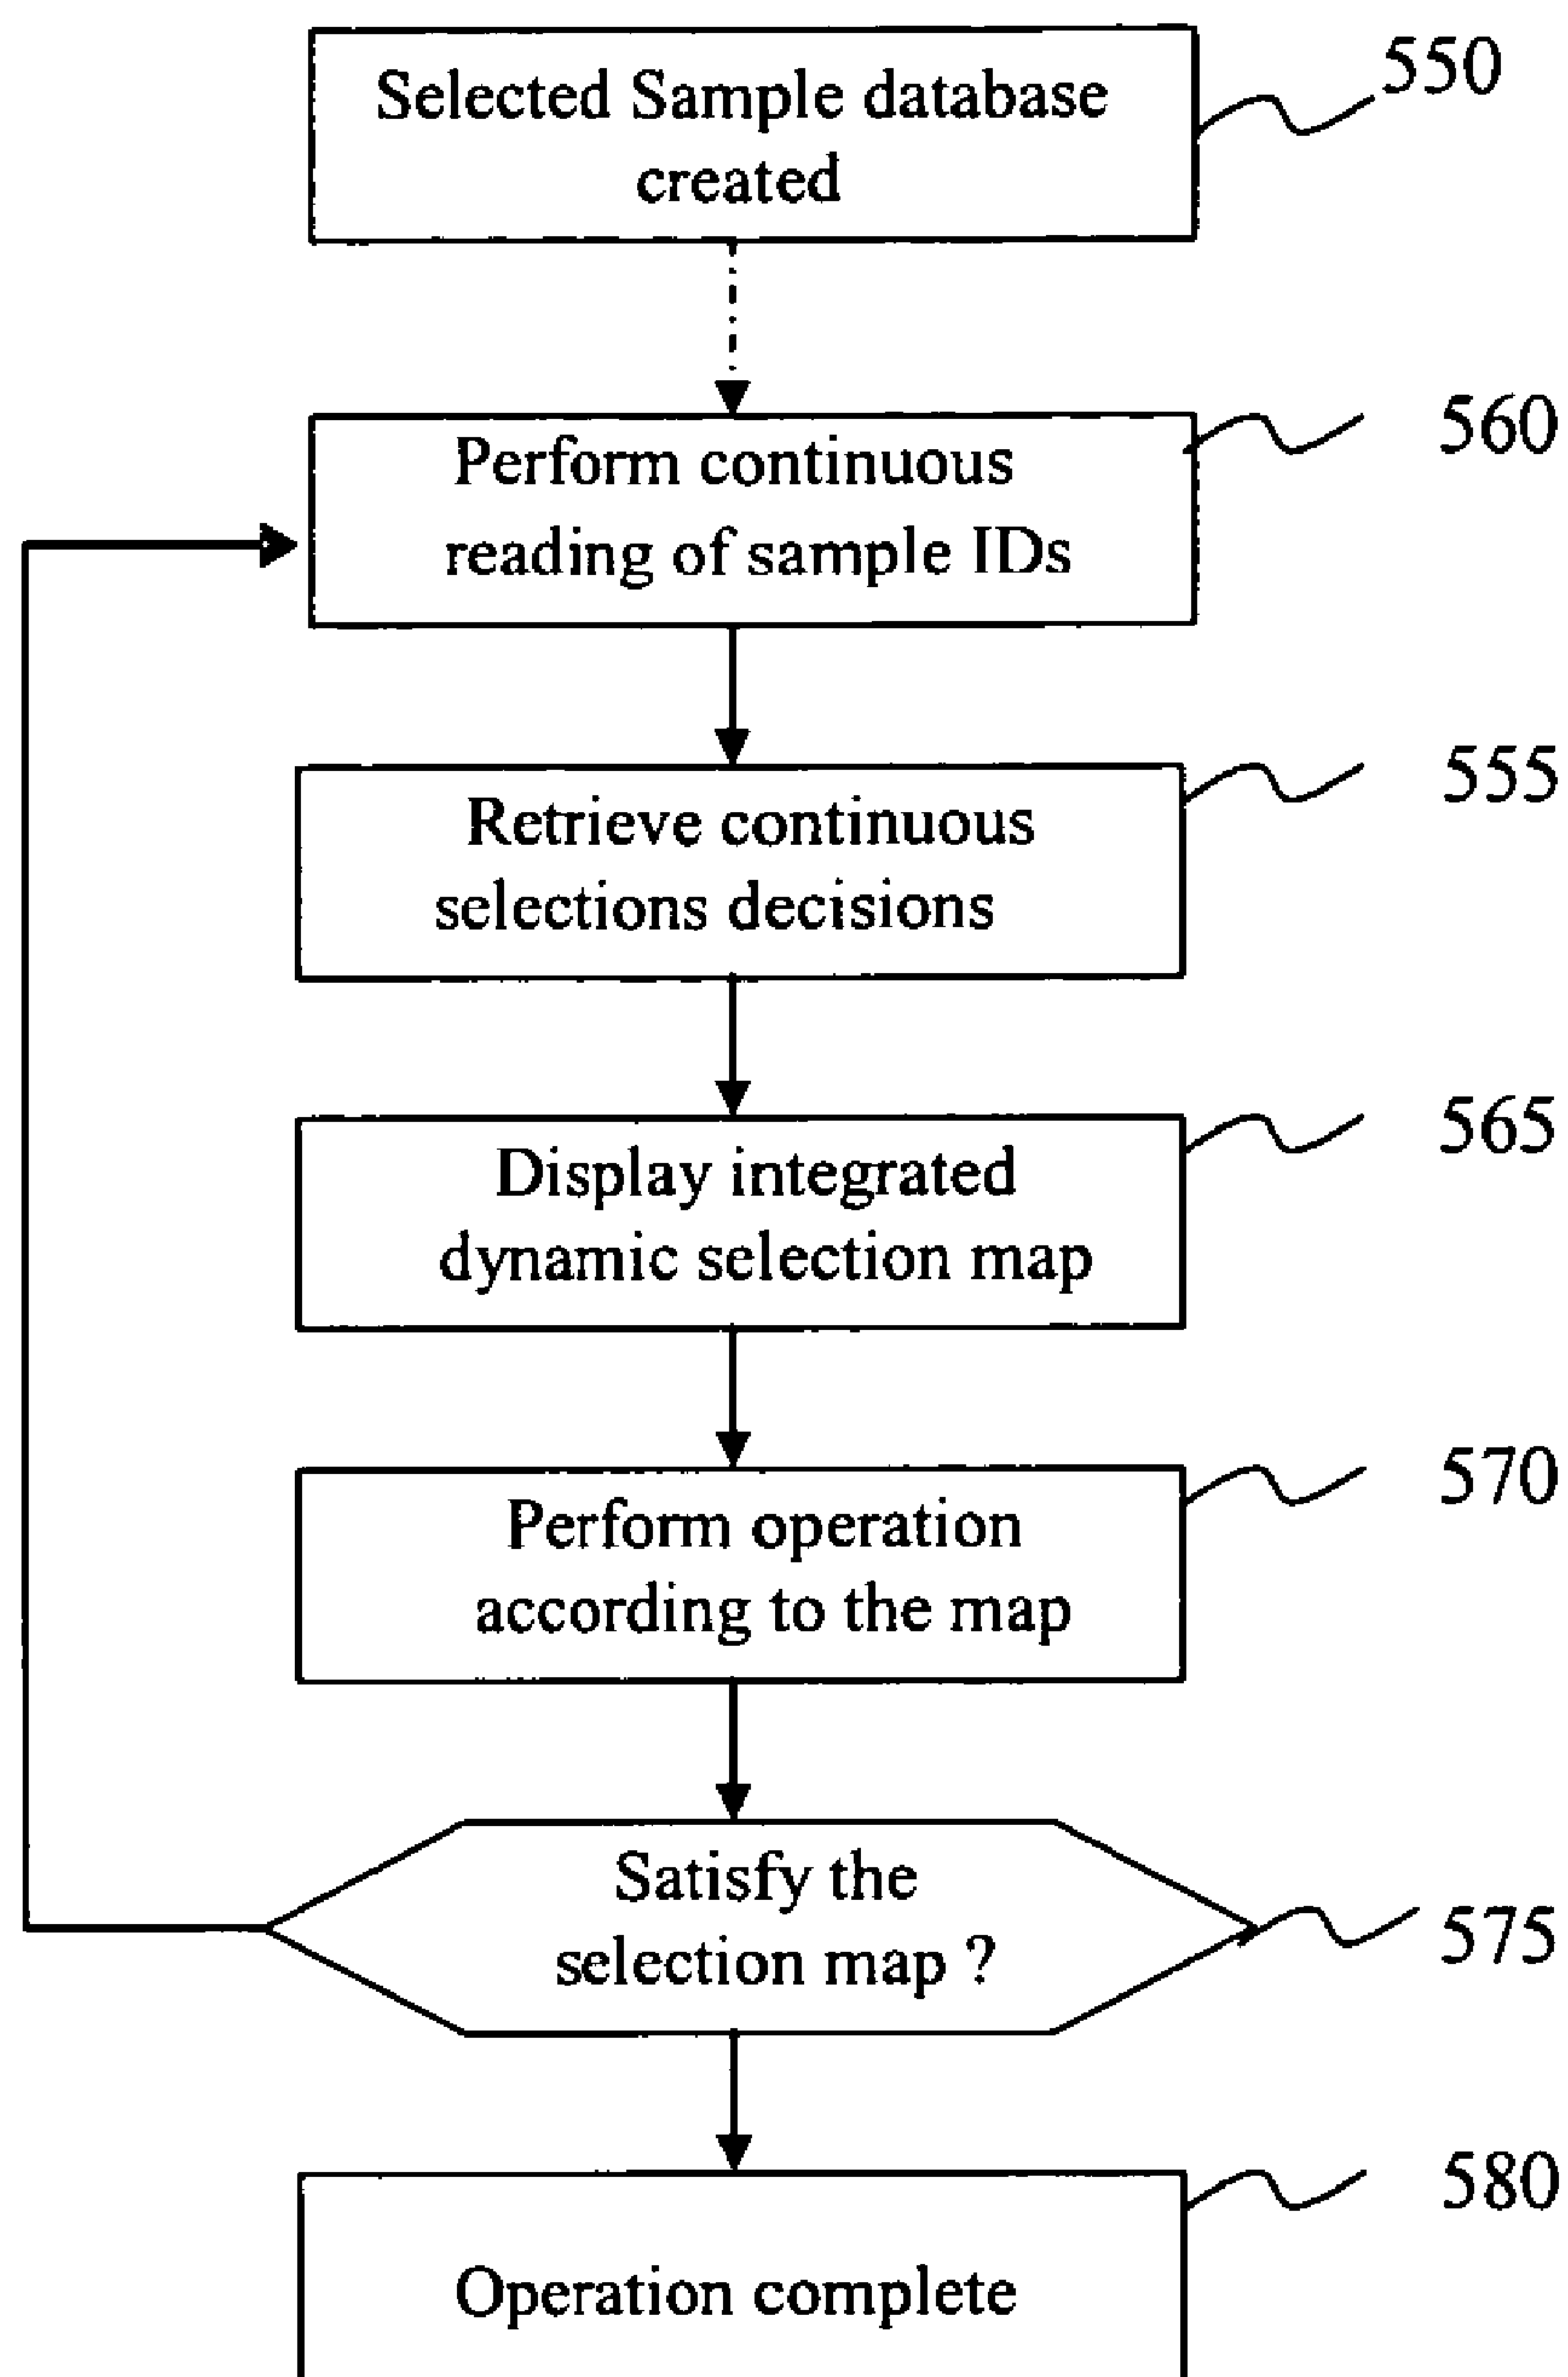 Selected Sample database
created
550
Perform continuous
reading of sample IDs
560
Retrieve continuous
selections decisions
555
Display integrated
dynamic selection map
565
Perform operation
according to the map
570
Satisfy the
selection map ?
575
Operation complete
580